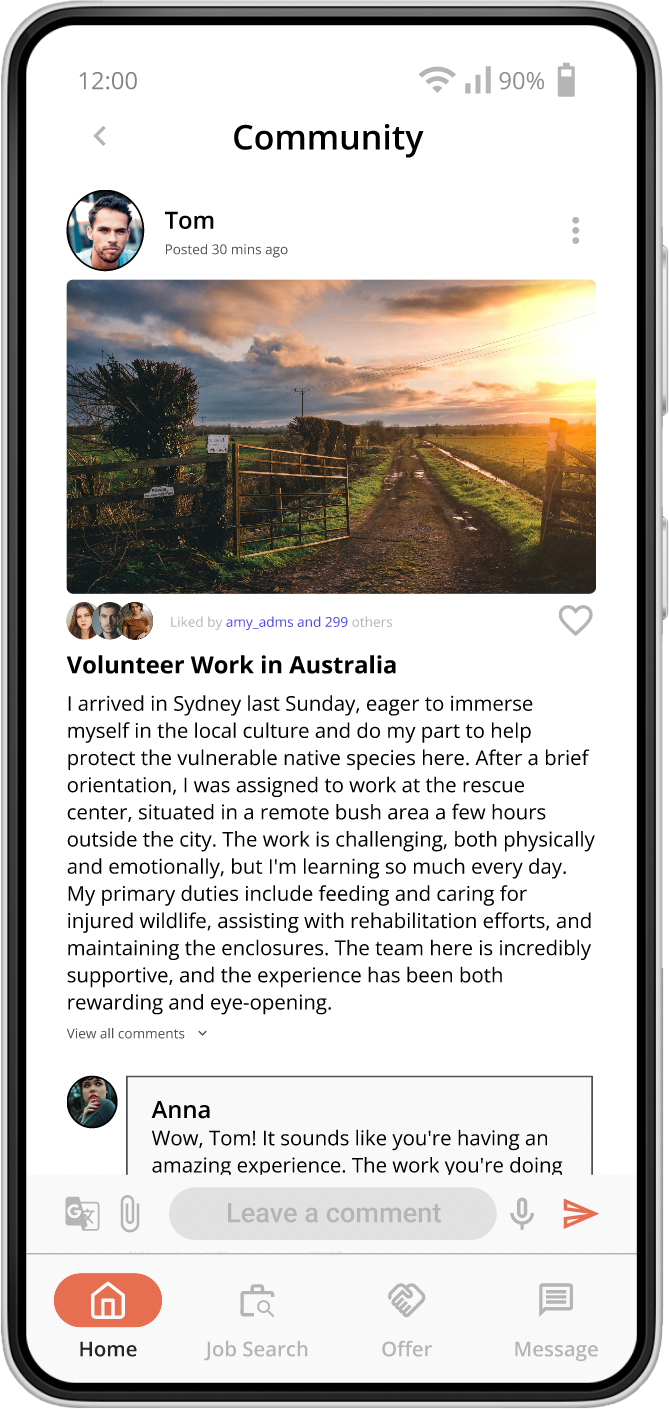 12:00
90%
Community
Tom
Posted 30 mins ago
Liked by amy_adms and 299 others
Volunteer Work in Australia
I arrived in Sydney last Sunday, eager to immerse
myself in the local culture and do my part to help
protect the vulnerable native species here. After a brief
orientation, I was assigned to work at the rescue
center, situated in a remote bush area a few hours
outside the city. The work is challenging, both physically
and emotionally, but I'm learning so much every day.
My primary duties include feeding and caring for
injured wildlife, assisting with rehabilitation efforts, and
maintaining the enclosures. The team here is incredibly
supportive, and the experience has been both
rewarding and eye-opening.
View all comments
Anna
Wow, Tom! It sounds like you're having an
amazing experience. The work you're doing
G 文
Leave a comment
Home
Job Search
Offer
Message